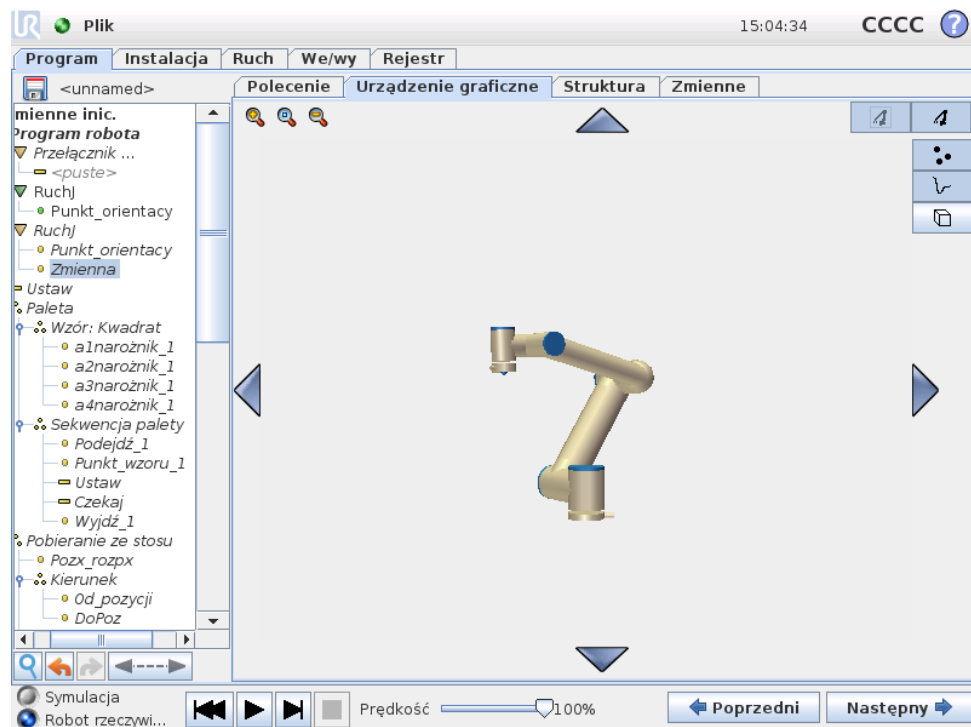 UR Plik 15:04:34 CCCC ?
Program Instalacja Ruch We/wy Rejestr
<unnamed>
Polecenie Urządzenie graficzne Struktura Zmienne
mienne inic.
Program robota
Przełącznik ...
<puste>
RuchJ
Punkt_orientacy
RuchJ
Punkt_orientacy
Zmienna
Ustaw
Paleta
Wzór: Kwadrat
a1narożnik_1
a2narożnik_1
a3narożnik_1
a4narożnik_1
Sekwencja palety
Podejdź_1
Punkt_wzoru_1
Ustaw
Czekaj
Wyjdź_1
Pobieranie ze stosu
Pozx_rozpx
Kierunek
Od_pozycji
DoPoz
Symulacja
Robot rzeczywi...
Prędkość 100%
Poprzedni Następny